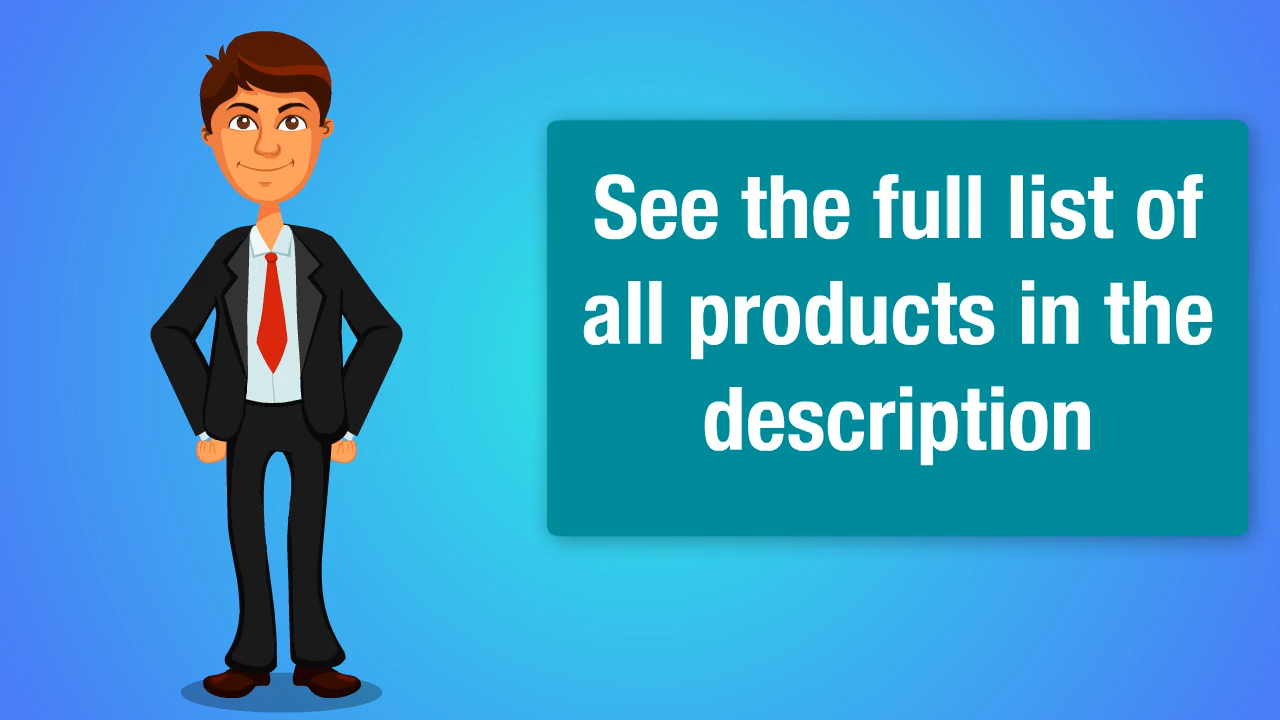 See the full list of
all products in the
description